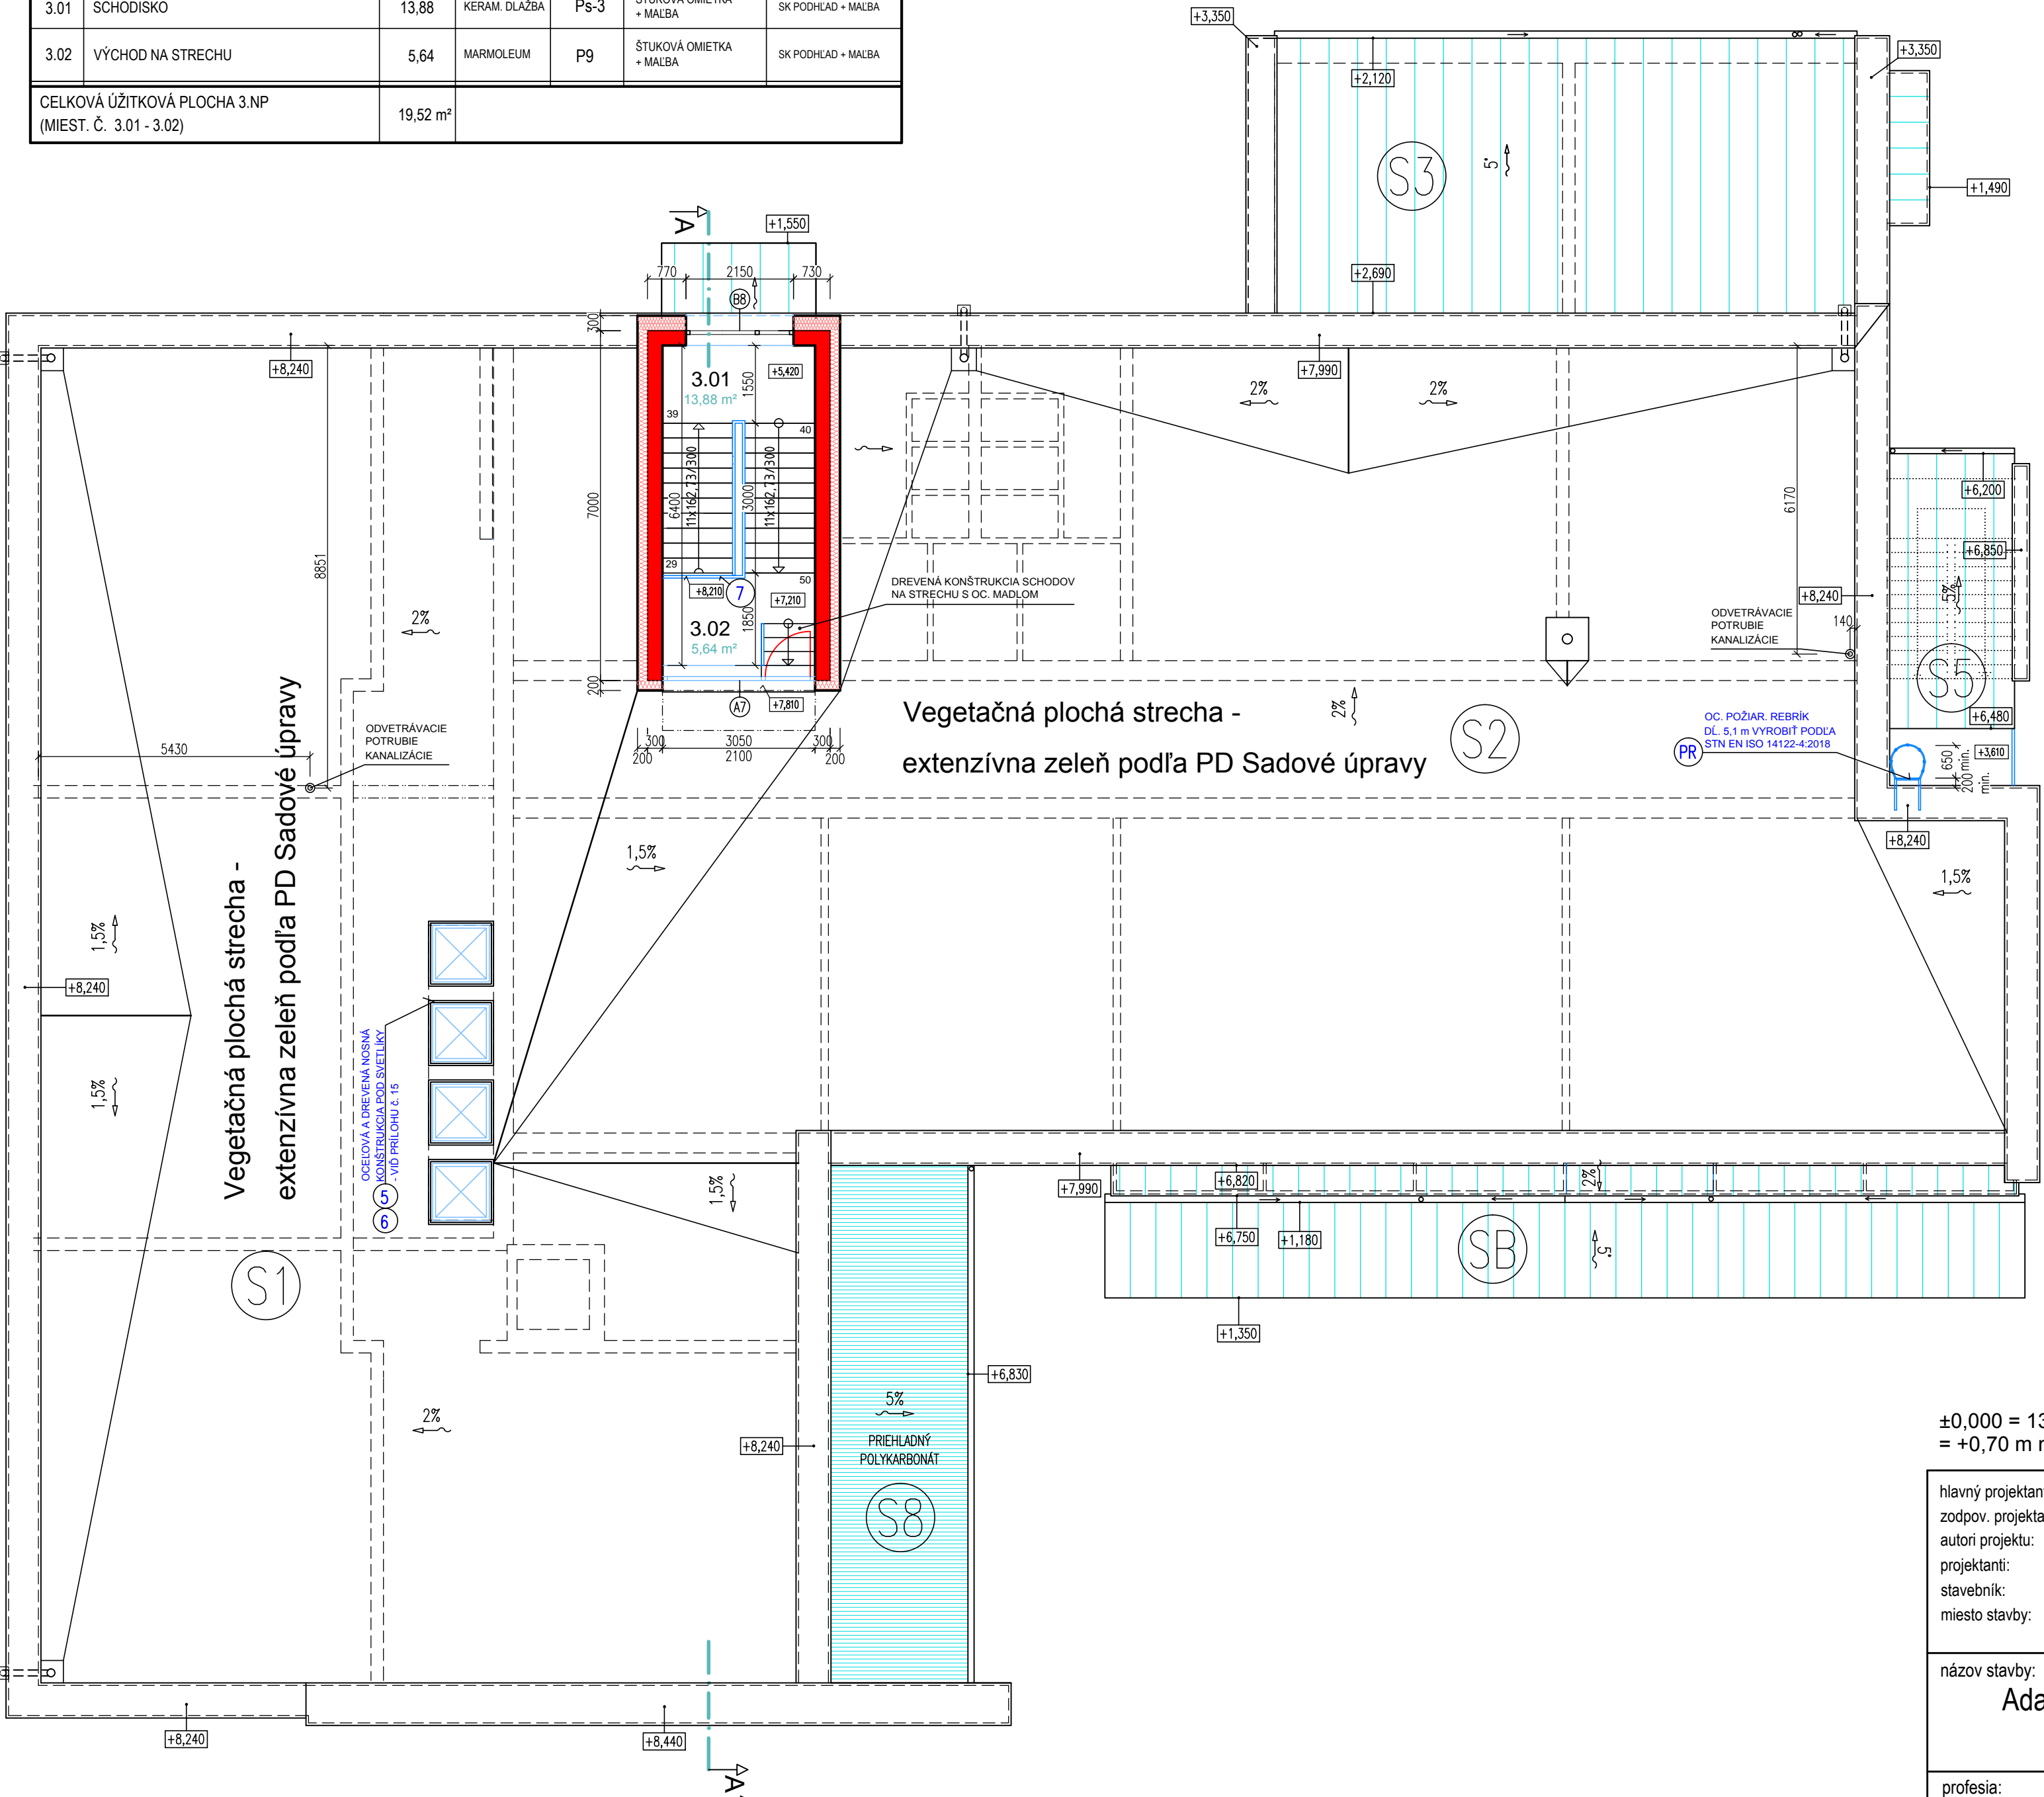 3.01 SCHODISKO 13,88 KERAM. DLAŽBA Ps-3 ŠTUKOVÁ OMIETKA + MAĽBA SK PODHĽAD + MAĽBA
3.02 VÝCHOD NA STRECHU 5,64 MARMOLEUM P9 ŠTUKOVÁ OMIETKA + MAĽBA SK PODHĽAD + MAĽBA
CELKOVÁ ÚŽITKOVÁ PLOCHA 3.NP
(MIEST. Č. 3.01 - 3.02)
19,52 m²
+3,350
+3,350
+2,120
S3
5°
+1,490
+2,690
A
+1,550
770 2150 730
B8
300
+8,240
+7,990
3.01
13,88 m²
+5,420
1550
39
40
11x162,73/300
11x162,73/300
6400
3000
7000
8851
29
50
+8,210
7
+7,210
1850
3.02
5,64 m²
200
A7
+7,810
300 3050 300
200 2100 200
DREVENÁ KONŠTRUKCIA SCHODOV
NA STRECHU S OC. MADLOM
2%
2%
2%
6170
+6,200
+6,850
+8,240
5%
140
S5
+6,480
ODVETRÁVACIE
POTRUBIE
KANALIZÁCIE
ODVETRÁVACIE
POTRUBIE
KANALIZÁCIE
5430
Vegetačná plochá strecha -
extenzívna zeleň podľa PD Sadové úpravy
2%
S2
PR
OC. POŽIAR. REBRÍK
DĹ. 5,1 m VYROBIŤ PODĽA
STN EN ISO 14122-4:2018
+3,610
650
200
min.
min.
+8,240
1,5%
1,5%
Vegetačná plochá strecha -
extenzívna zeleň podľa PD Sadové úpravy
1,5%
+8,240
1,5%
OCEĽOVÁ A DREVENÁ NOSNÁ
KONŠTRUKCIA POD SVETLÍKY
- VIĎ PRÍLOHU č. 15
5
6
1,5%
S1
+7,990
+6,820
2%
+6,750
+1,180
SB
5°
+1,350
+6,830
2%
5%
PRIEHLADNÝ
POLYKARBONÁT
S8
+8,240
+8,240
+8,440
A
±0,000 = 13
= +0,70 m
hlavný projektan
zodpov. projekta
autori projektu:
projektanti:
stavebník:
miesto stavby:
názov stavby:
Ada
profesia: